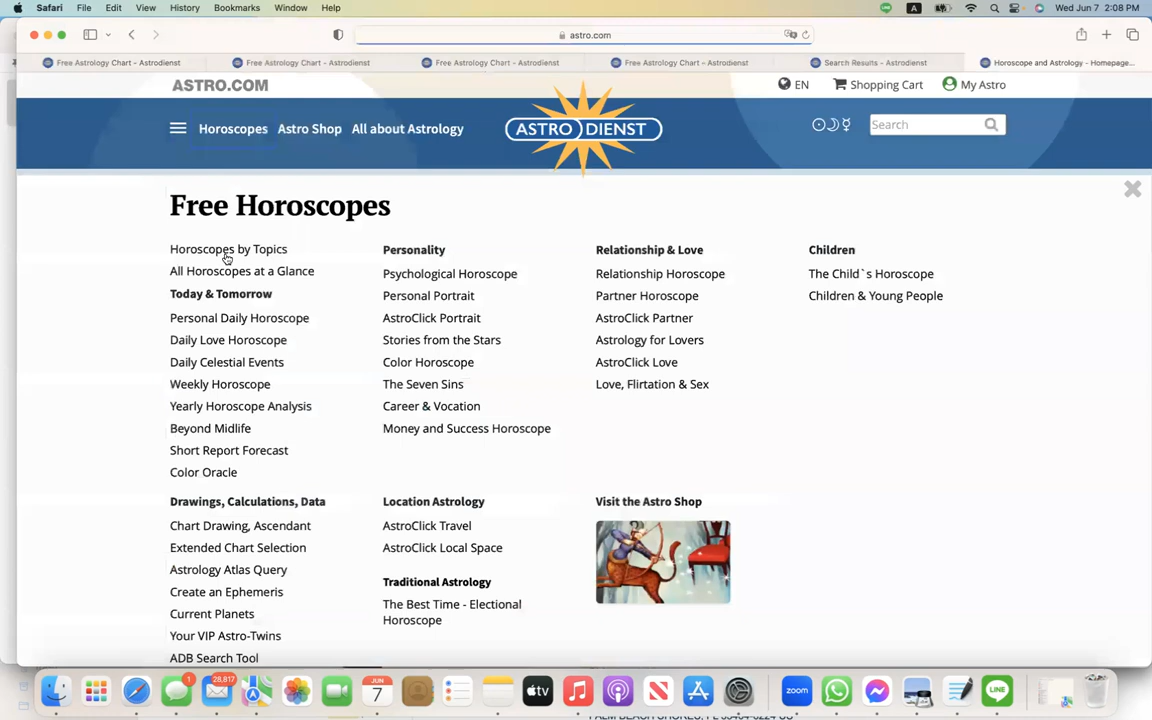 Safari File Edit View History Bookmarks Window Help A Wed Jun 7 2:08 PM
astro.com
Free Astrology Chart - Astrodienst Free Astrology Chart - Astrodienst Free Astrology Chart - Astrodienst Free Astrology Chart - Astrodienst Search Results - Astrodienst Horoscope and Astrology - Homepage...
ASTRO.COM EN Shopping Cart My Astro
Horoscopes Astro Shop All about Astrology ASTRO DIENST Search
Free Horoscopes
Horoscopes by Topics
All Horoscopes at a Glance
Today & Tomorrow
Personal Daily Horoscope
Daily Love Horoscope
Daily Celestial Events
Weekly Horoscope
Yearly Horoscope Analysis
Beyond Midlife
Short Report Forecast
Color Oracle
Personality
Psychological Horoscope
Personal Portrait
AstroClick Portrait
Stories from the Stars
Color Horoscope
The Seven Sins
Career & Vocation
Money and Success Horoscope
Relationship & Love
Relationship Horoscope
Partner Horoscope
AstroClick Partner
Astrology for Lovers
AstroClick Love
Love, Flirtation & Sex
Children
The Child`s Horoscope
Children & Young People
Drawings, Calculations, Data
Chart Drawing, Ascendant
Extended Chart Selection
Astrology Atlas Query
Create an Ephemeris
Current Planets
Your VIP Astro-Twins
ADB Search Tool
Location Astrology
AstroClick Travel
AstroClick Local Space
Traditional Astrology
The Best Time - Electional
Horoscope
Visit the Astro Shop
1 28,817 JUN 7 tv zoom LINE